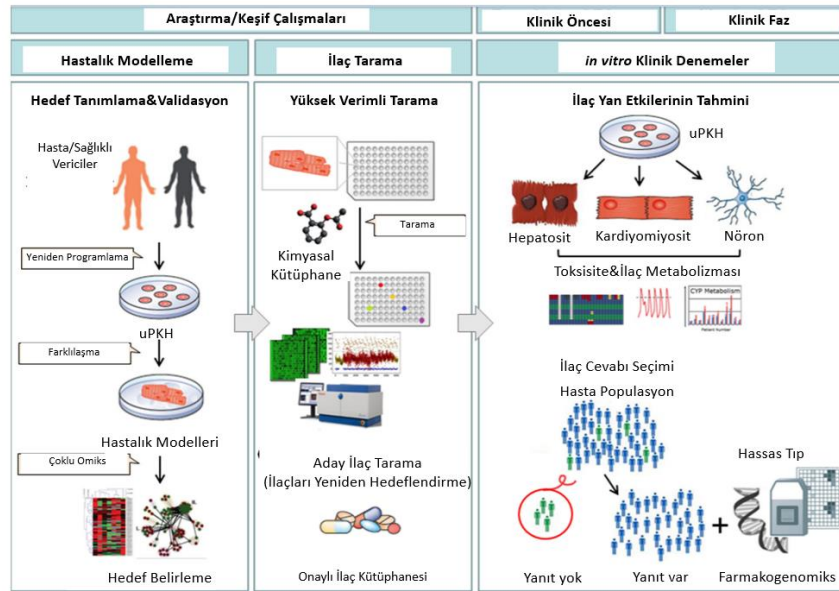 Araştırma/Keşif Çalışmaları
Klinik Öncesi
Klinik Faz
Hastalık Modelleme
İlaç Tarama
in vitro Klinik Denemeler
Hedef Tanımlama&Validasyon
Hasta/Sağlıklı
Vericiler
Yeniden Programlama
uPKH
Farklılaşma
Hastalık Modelleri
Çoklu Omiks
Hedef Belirleme
Yüksek Verimli Tarama
Tarama
Kimyasal
Kütüphane
Aday İlaç Tarama
(İlaçları Yeniden Hedeflendirme)
Onaylı İlaç Kütüphanesi
İlaç Yan Etkilerinin Tahmini
uPKH
Hepatosit
Kardiyomiyosit
Nöron
Toksisite&İlaç Metabolizması
CYP Metabolism
Patient Number
İlaç Cevabı Seçimi
Hasta Populasyon
Hassas Tıp
Yanıt yok
Yanıt var
+
Farmakogenomiks